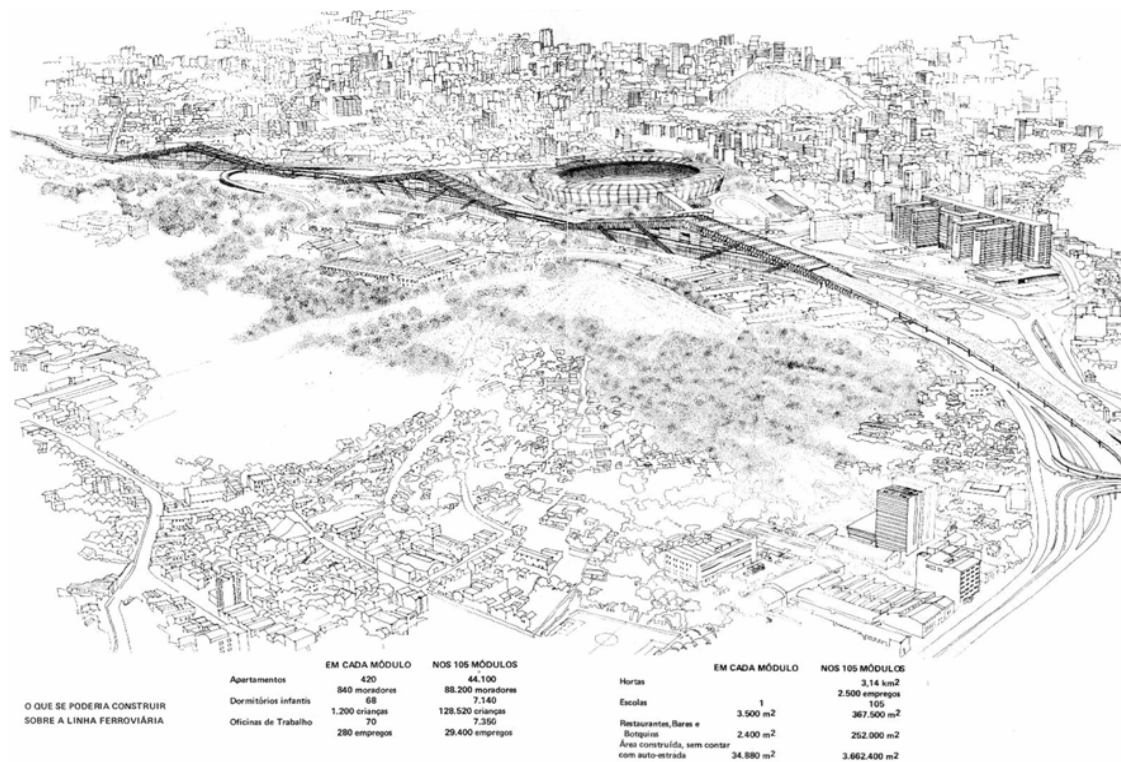 O QUE SE PODERIA CONSTRUIR
SOBRE A LINHA FERROVIÁRIA
EM CADA MÓDULO NOS 105 MÓDULOS
Apartamentos 420 44.100
840 moradores 88.200 moradores
Dormitórios infantis 68 7.140
1.200 crianças 128.520 crianças
Oficinas de Trabalho 70 7.350
280 empregos 29.400 empregos
EM CADA MÓDULO NOS 105 MÓDULOS
Hortas 3,14 km2
2.500 empregos
Escolas 1 105
3.500 m2 367.500 m2
Restaurantes, Bares e
Botquins 2.400 m2 252.000 m2
Área construída, sem contar
com auto-estrada 34.880 m2 3.662.400 m2